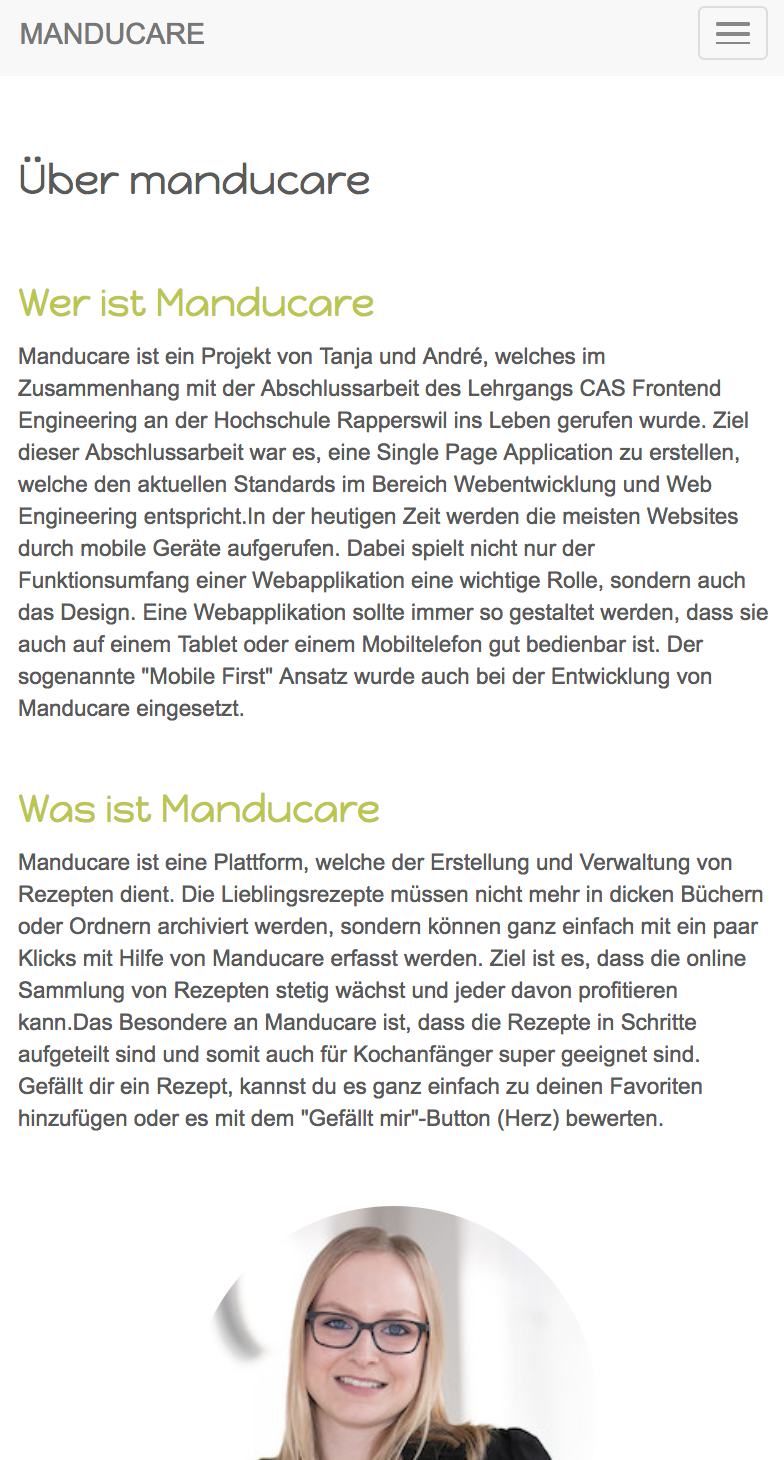 MANDUCARE
Über manducare
Wer ist Manducare
Manducare ist ein Projekt von Tanja und André, welches im
Zusammenhang mit der Abschlussarbeit des Lehrgangs CAS Frontend
Engineering an der Hochschule Rapperswil ins Leben gerufen wurde. Ziel
dieser Abschlussarbeit war es, eine Single Page Application zu erstellen,
welche den aktuellen Standards im Bereich Webentwicklung und Web
Engineering entspricht.In der heutigen Zeit werden die meisten Websites
durch mobile Geräte aufgerufen. Dabei spielt nicht nur der
Funktionsumfang einer Webapplikation eine wichtige Rolle, sondern auch
das Design. Eine Webapplikation sollte immer so gestaltet werden, dass sie
auch auf einem Tablet oder einem Mobiltelefon gut bedienbar ist. Der
sogenannte "Mobile First" Ansatz wurde auch bei der Entwicklung von
Manducare eingesetzt.
Was ist Manducare
Manducare ist eine Plattform, welche der Erstellung und Verwaltung von
Rezepten dient. Die Lieblingsrezepte müssen nicht mehr in dicken Büchern
oder Ordnern archiviert werden, sondern können ganz einfach mit ein paar
Klicks mit Hilfe von Manducare erfasst werden. Ziel ist es, dass die online
Sammlung von Rezepten stetig wächst und jeder davon profitieren
kann.Das Besondere an Manducare ist, dass die Rezepte in Schritte
aufgeteilt sind und somit auch für Kochanfänger super geeignet sind.
Gefällt dir ein Rezept, kannst du es ganz einfach zu deinen Favoriten
hinzufügen oder es mit dem "Gefällt mir"-Button (Herz) bewerten.